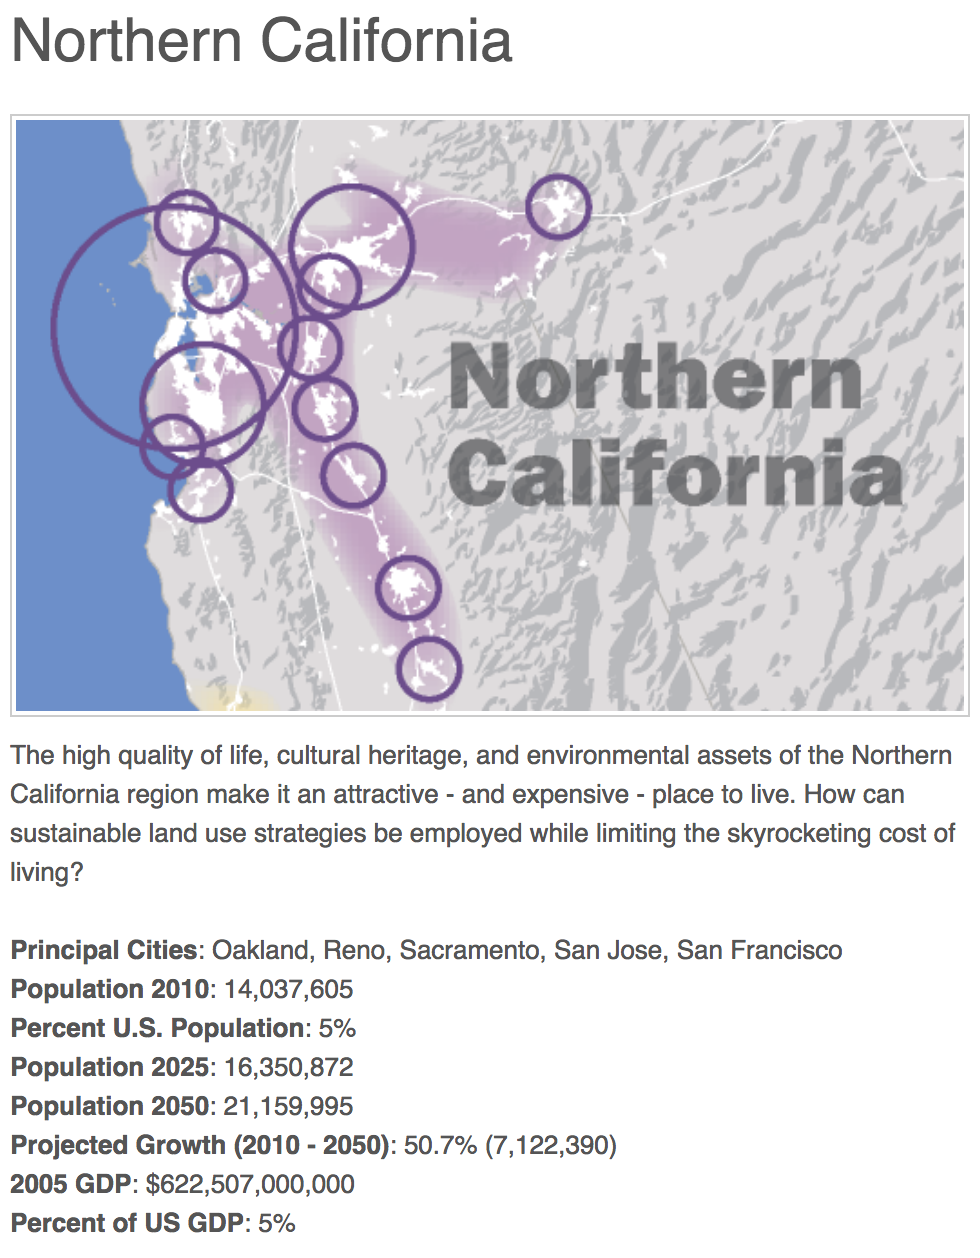 Northern California
Northern
California
The high quality of life, cultural heritage, and environmental assets of the Northern
California region make it an attractive - and expensive - place to live. How can
sustainable land use strategies be employed while limiting the skyrocketing cost of
living?
Principal Cities: Oakland, Reno, Sacramento, San Jose, San Francisco
Population 2010: 14,037,605
Percent U.S. Population: 5%
Population 2025: 16,350,872
Population 2050: 21,159,995
Projected Growth (2010 - 2050): 50.7% (7,122,390)
2005 GDP: $622,507,000,000
Percent of US GDP: 5%